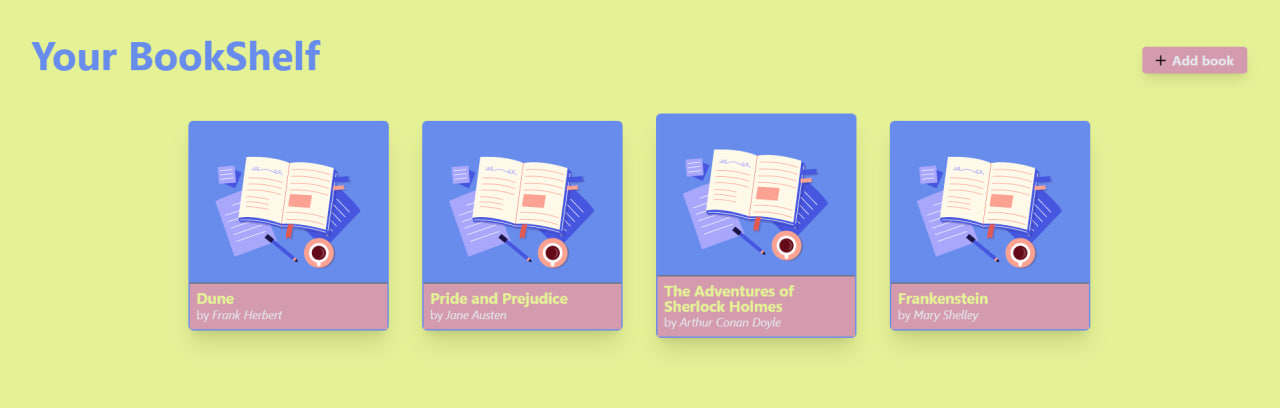 Your BookShelf
+ Add book
Dune
by Frank Herbert
Pride and Prejudice
by Jane Austen
The Adventures of
Sherlock Holmes
by Arthur Conan Doyle
Frankenstein
by Mary Shelley